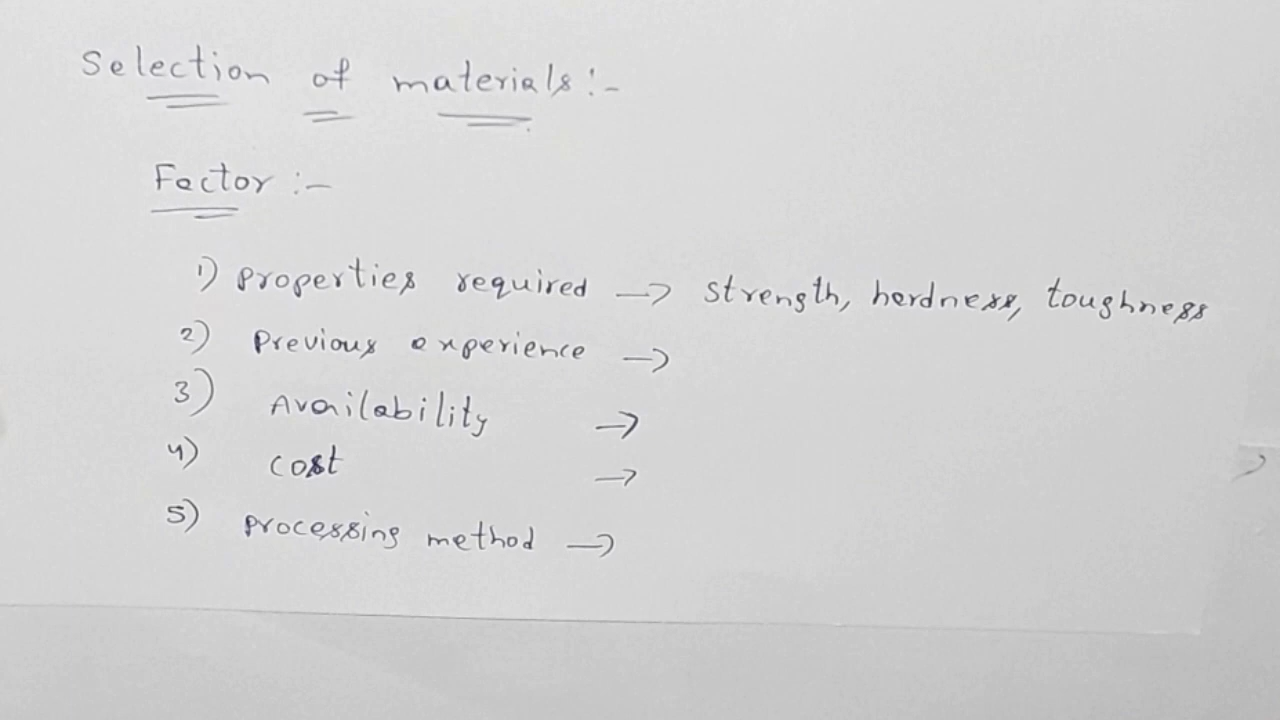 Selection of materials:-
Factor :-
1) properties required → strength, hardness, toughness
2) Previous experience →
3) Availability →
4) cost →
5) processing method →